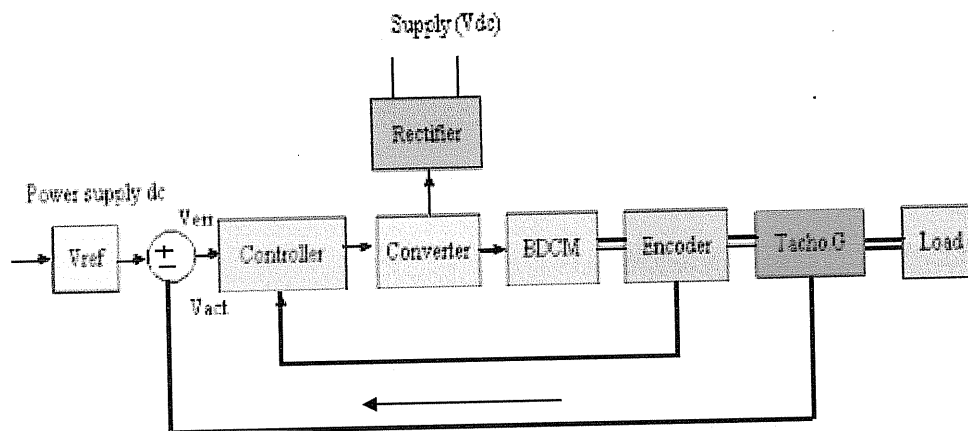 Supply (Vdc)
Rectifier
Power supply dc
Verr
Vref
+
−
Controller
Converter
BDCM
Encoder
Tacho G
Load
Vact